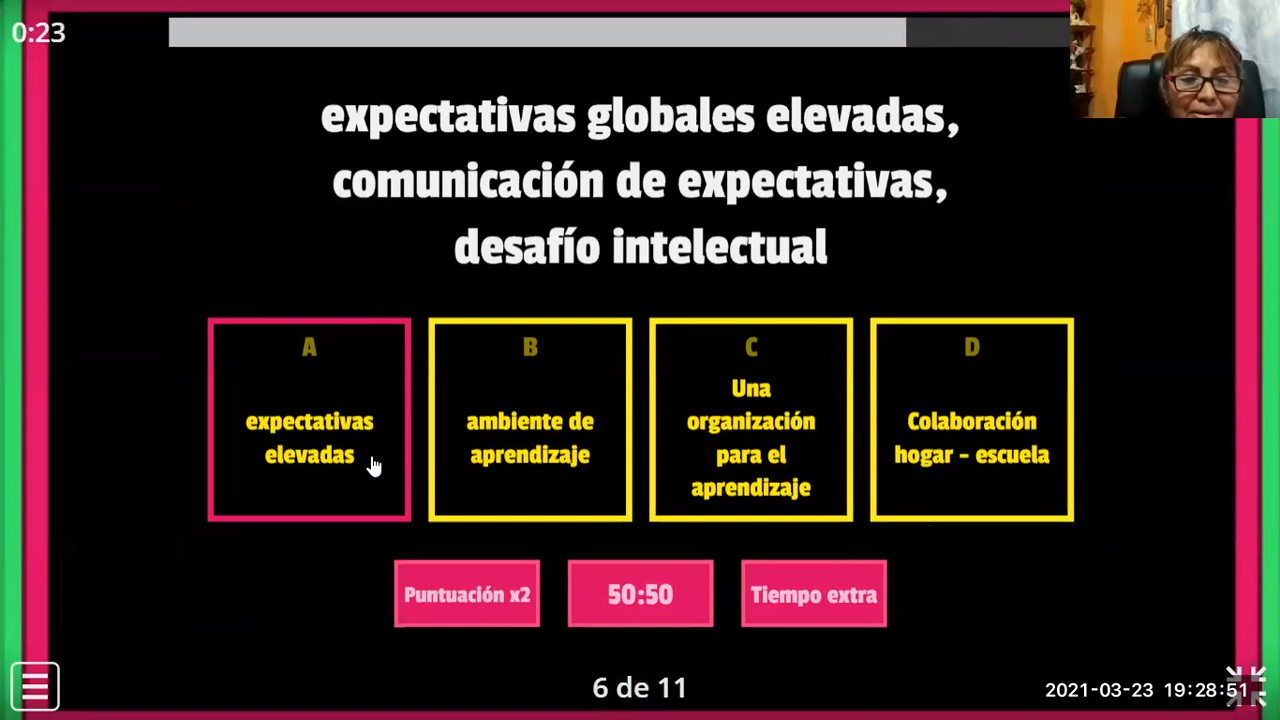 0:23
expectativas globales elevadas,
comunicación de expectativas,
desafío intelectual
A
expectativas
elevadas
B
ambiente de
aprendizaje
C
Una
organización
para el
aprendizaje
D
Colaboración
hogar - escuela
Puntuación x2
50:50
Tiempo extra
6 de 11
2021-03-23 19:28:51